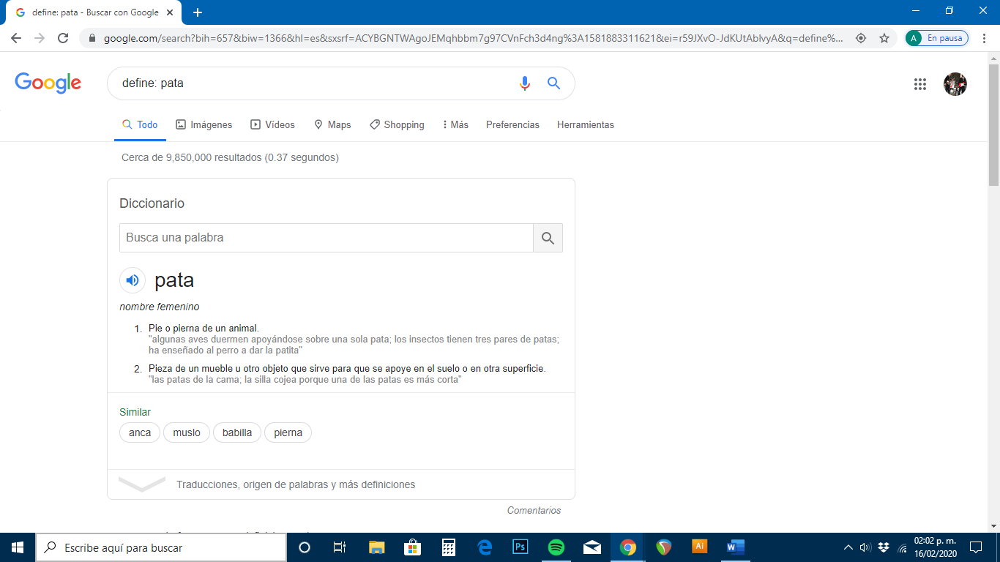 define: pata - Buscar con Google
google.com/search?bih=657&biw=1366&hl=es&sxsrf=ACYBGNTWAgoJEMqhbbm7g97CVnFch3d4ng%3A1581883311621&ei=r59JXvO-JdKUtAbIvyA&q=define%...
A En pausa
Google
define: pata
Todo Imágenes Vídeos Maps Shopping Más Preferencias Herramientas
Cerca de 9,850,000 resultados (0.37 segundos)
Diccionario
Busca una palabra
pata
nombre femenino
1. Pie o pierna de un animal.
"algunas aves duermen apoyándose sobre una sola pata; los insectos tienen tres pares de patas;
ha enseñado al perro a dar la patita"
2. Pieza de un mueble u otro objeto que sirve para que se apoye en el suelo o en otra superficie.
"las patas de la cama; la silla cojea porque una de las patas es más corta"
Similar
anca muslo babilla pierna
Traducciones, origen de palabras y más definiciones
Comentarios
Escribe aquí para buscar
Ps
Ai
W
02:02 p. m.
16/02/2020